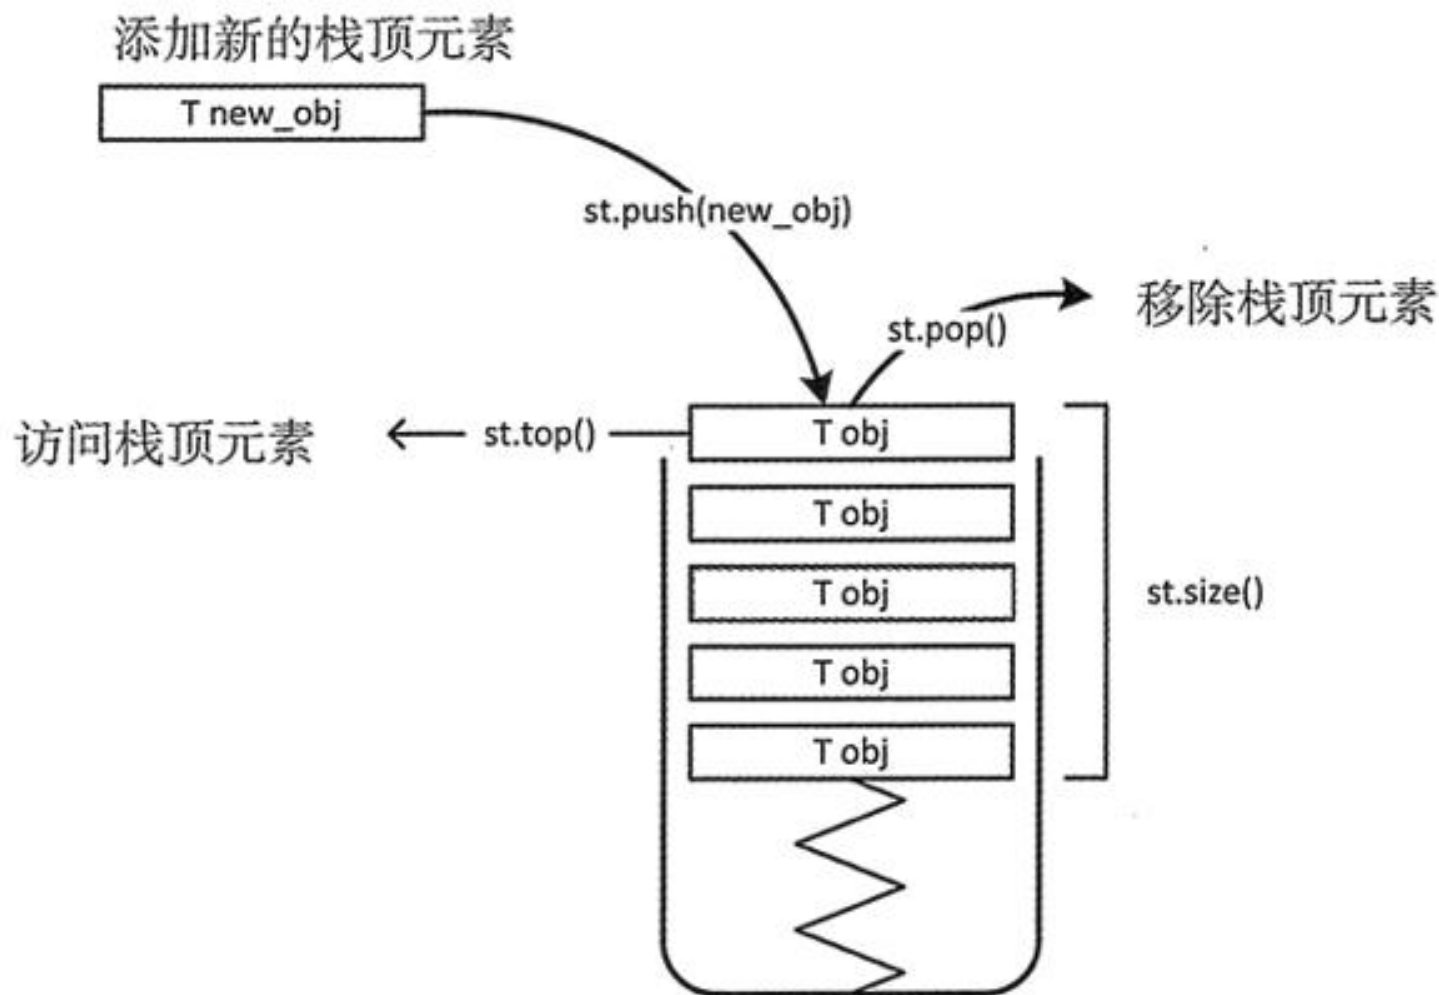 添加新的栈顶元素
T new_obj
st.push(new_obj)
st.pop()
移除栈顶元素
访问栈顶元素
st.top()
T obj
T obj
T obj
T obj
T obj
st.size()